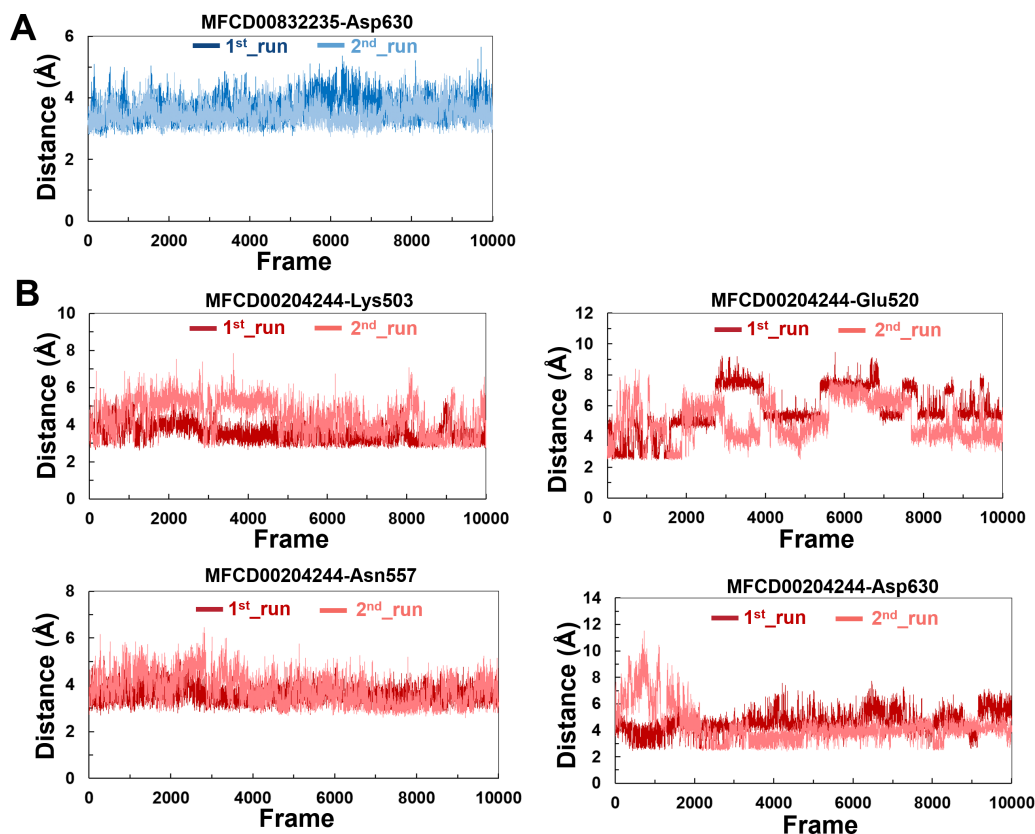 A
MFCD00832235-Asp630
1st_run 2nd_run
Distance (Å)
6
4
2
0
0 2000 4000 6000 8000 10000
Frame
B
MFCD00204244-Lys503
1st_run 2nd_run
Distance (Å)
10
8
6
4
2
0
0 2000 4000 6000 8000 10000
Frame
MFCD00204244-Glu520
1st_run 2nd_run
Distance (Å)
12
10
8
6
4
2
0
0 2000 4000 6000 8000 10000
Frame
MFCD00204244-Asn557
1st_run 2nd_run
Distance (Å)
8
6
4
2
0
0 2000 4000 6000 8000 10000
Frame
MFCD00204244-Asp630
1st_run 2nd_run
Distance (Å)
14
12
10
8
6
4
2
0
0 2000 4000 6000 8000 10000
Frame